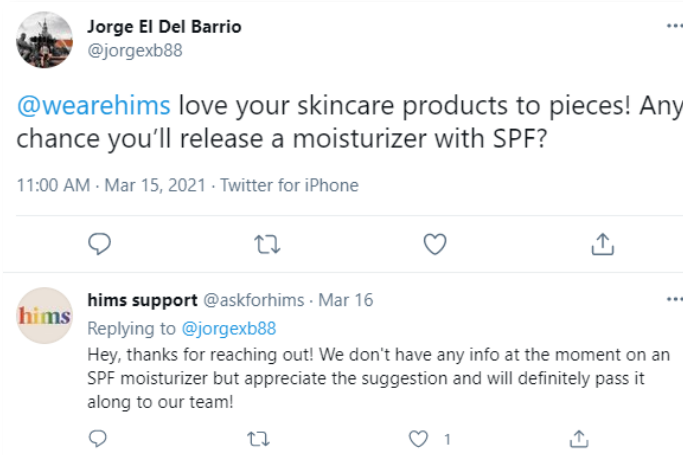 Jorge El Del Barrio
@jorgexb88
@wearehims love your skincare products to pieces! Any
chance you’ll release a moisturizer with SPF?
11:00 AM · Mar 15, 2021 · Twitter for iPhone
hims support @askforhims · Mar 16
hims
Replying to @jorgexb88
Hey, thanks for reaching out! We don't have any info at the moment on an
SPF moisturizer but appreciate the suggestion and will definitely pass it
along to our team!
1